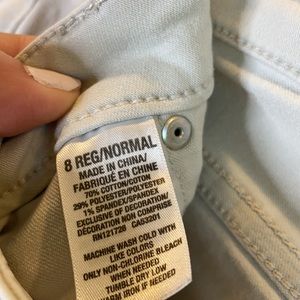 8 REG/NORMAL
MADE IN CHINA/
FABRIQUÉ EN CHINE
70% COTTON/COTON
29% POLYESTER/POLYESTER
1% SPANDEX/SPANDEX
EXCLUSIVE OF DECORATION/
DÉCORATION NON COMPRISE
RN121726 CA53201
MACHINE WASH COLD WITH
LIKE COLORS
ONLY NON-CHLORINE BLEACH
WHEN NEEDED
TUMBLE DRY LOW
WARM IRON IF NEEDED